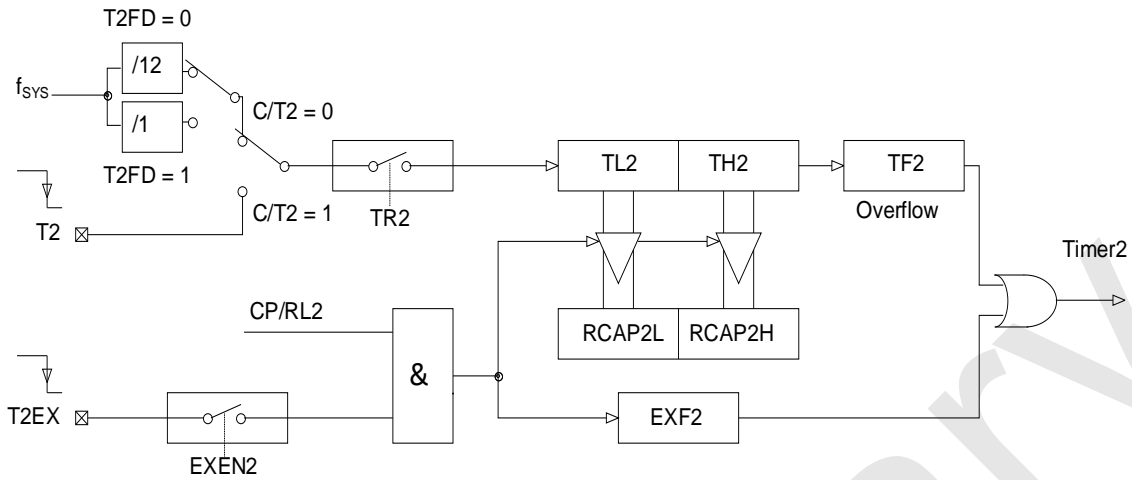 T2FD = 0
/12
fSYS
C/T2 = 0
/1
T2FD = 1
TL2
TH2
TF2
Overflow
T2
C/T2 = 1
TR2
Timer2
CP/RL2
RCAP2L
RCAP2H
&
T2EX
EXF2
EXEN2